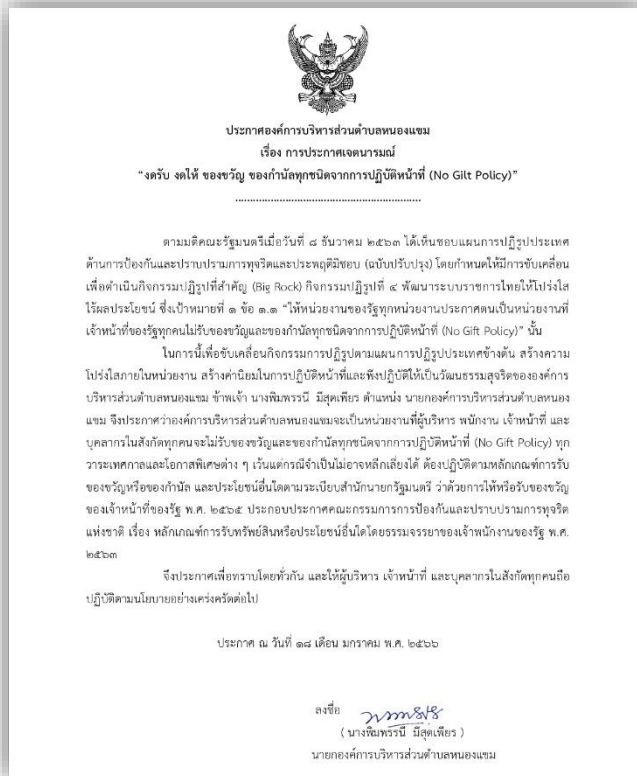 ประกาศองค์การบริหารส่วนตำบลหนองแขม
เรื่อง การประกาศเจตนารมณ์
“งดรับ งดให้ ของขวัญ ของกำนัลทุกชนิดจากการปฏิบัติหน้าที่ (No Gilt Policy)”
ตามมติคณะรัฐมนตรีเมื่อวันที่ ๘ ธันวาคม ๒๕๖๓ ได้เห็นชอบแผนการปฏิรูปประเทศ
ด้านการป้องกันและปราบปรามการทุจริตและประพฤติมิชอบ (ฉบับปรับปรุง) โดยกำหนดให้มีการขับเคลื่อน
เพื่อดำเนินกิจกรรมปฏิรูปที่สำคัญ (Big Rock) กิจกรรมปฏิรูปที่ ๔ พัฒนาระบบราชการไทยให้โปร่งใส
ไร้ผลประโยชน์ ซึ่งเป้าหมายที่ ๑ ข้อ ๑.๑ “ให้หน่วยงานของรัฐทุกหน่วยงานประกาศตนเป็นหน่วยงานที่
เจ้าหน้าที่ของรัฐทุกคนไม่รับของขวัญและของกำนัลทุกชนิดจากการปฏิบัติหน้าที่ (No Gift Policy)” นั้น
ในการนี้เพื่อขับเคลื่อนกิจกรรมการปฏิรูปตามแผนการปฏิรูปประเทศข้างต้น สร้างความ
โปร่งใสภายในหน่วยงาน สร้างค่านิยมในการปฏิบัติหน้าที่และพึงปฏิบัติให้เป็นวัฒนธรรมสุจริตขององค์การ
บริหารส่วนตำบลหนองแขม ข้าพเจ้า นางพิมพรรนี มีสุดเพียร ตำแหน่ง นายกองค์การบริหารส่วนตำบลหนอง
แขม จึงประกาศว่าองค์การบริหารส่วนตำบลหนองแขมจะเป็นหน่วยงานที่ผู้บริหาร พนักงาน เจ้าหน้าที่ และ
บุคลากรในสังกัดทุกคนจะไม่รับของขวัญและของกำนัลทุกชนิดจากการปฏิบัติหน้าที่ (No Gift Policy) ทุก
วาระเทศกาลและโอกาสพิเศษต่าง ๆ เว้นแต่กรณีจำเป็นไม่อาจหลีกเลี่ยงได้ ต้องปฏิบัติตามหลักเกณฑ์การรับ
ของขวัญหรือของกำนัล และประโยชน์อื่นใดตามระเบียบสำนักนายกรัฐมนตรี ว่าด้วยการให้หรือรับของขวัญ
ของเจ้าหน้าที่ของรัฐ พ.ศ. ๒๕๖๕ ประกอบประกาศคณะกรรมการการป้องกันและปราบปรามการทุจริต
แห่งชาติ เรื่อง หลักเกณฑ์การรับทรัพย์สินหรือประโยชน์อื่นใดโดยธรรมจรรยาของเจ้าพนักงานของรัฐ พ.ศ.
๒๕๖๓
จึงประกาศเพื่อทราบโดยทั่วกัน และให้ผู้บริหาร เจ้าหน้าที่ และบุคลากรในสังกัดทุกคนถือ
ปฏิบัติตามนโยบายอย่างเคร่งครัดต่อไป
ประกาศ ณ วันที่ ๑๘ เดือน มกราคม พ.ศ. ๒๕๖๖
ลงชื่อ
( นางพิมพรรนี มีสุดเพียร )
นายกองค์การบริหารส่วนตำบลหนองแขม